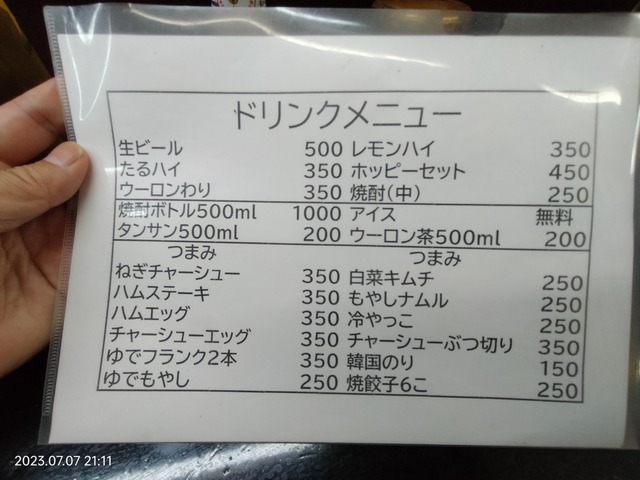 ドリンクメニュー
生ビール 500 レモンハイ 350
たるハイ 350 ホッピーセット 450
ウーロンわり 350 焼酎(中) 250
焼酎ボトル500ml 1000 アイス 無料
タンサン500ml 200 ウーロン茶500ml 200
つまみ つまみ
ねぎチャーシュー 350 白菜キムチ 250
ハムステーキ 350 もやしナムル 250
ハムエッグ 350 冷やっこ 250
チャーシューエッグ 350 チャーシューぶつ切り 350
ゆでフランク2本 350 韓国のり 150
ゆでもやし 250 焼餃子6こ 250
2023.07.07 21:11